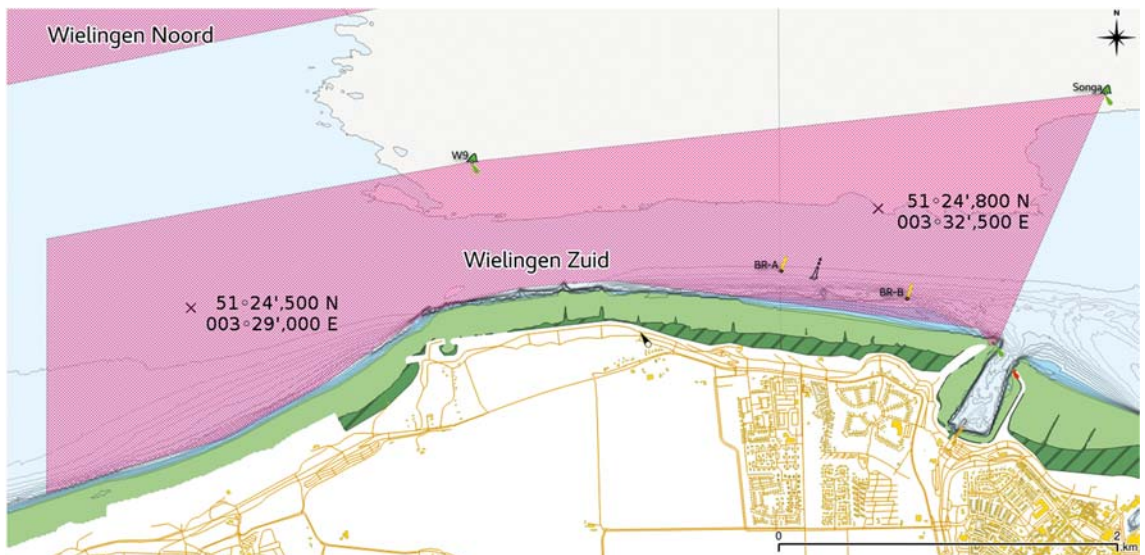 Wielingen Noord
N
Songa
W9
51°24',800 N
003°32',500 E
Wielingen Zuid
BR-A
BR-B
51°24',500 N
003°29',000 E
0 2
km